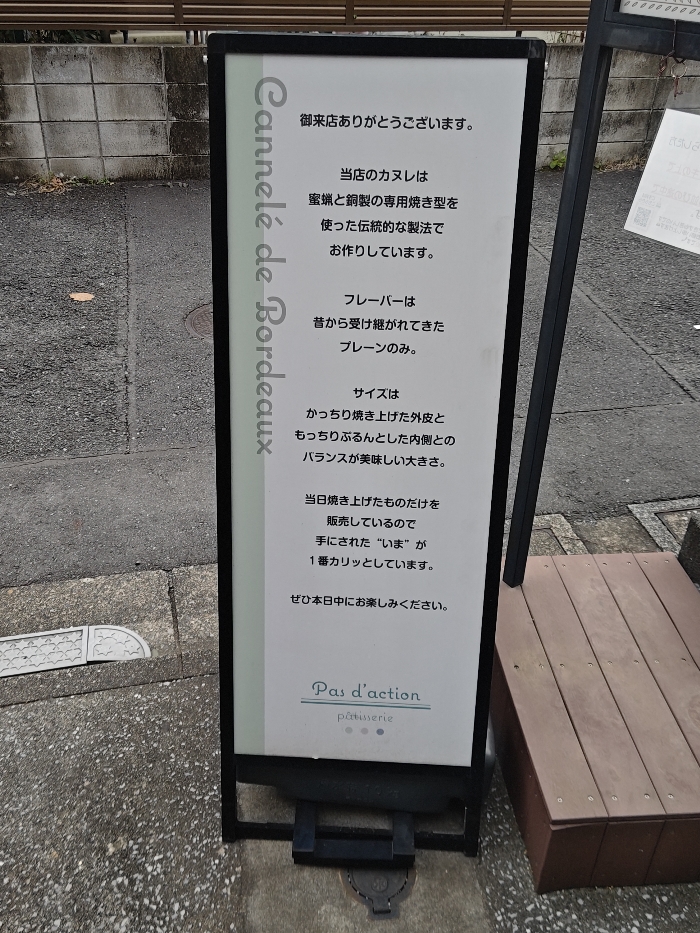 Cannelé de Bordeaux
御来店ありがとうございます。
当店のカヌレは
蜜蝋と銅製の専用焼き型を
使った伝統的な製法で
お作りしています。
フレーバーは
昔から受け継がれてきた
プレーンのみ。
サイズは
かっちり焼き上げた外皮と
もっちりぷるんとした内側との
バランスが美味しい大きさ。
当日焼き上げたものだけを
販売しているので
手にされた“いま”が
１番カリッとしています。
ぜひ本日中にお楽しみください。
Pas d'action
pâtisserie